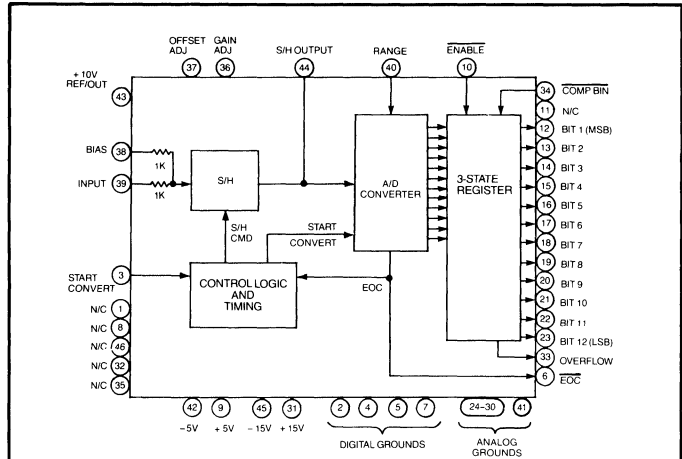 OFFSET ADJ
GAIN ADJ
S/H OUTPUT
RANGE
ENABLE
37
36
44
40
10
+10V REF/OUT
43
34
COMP BIN
11
N/C
BIAS
38
1K
INPUT
39
1K
S/H
A/D CONVERTER
3-STATE REGISTER
12
BIT 1 (MSB)
13
BIT 2
14
BIT 3
15
BIT 4
16
BIT 5
17
BIT 6
18
BIT 7
19
BIT 8
20
BIT 9
21
BIT 10
22
BIT 11
23
BIT 12 (LSB)
33
OVERFLOW
6
EOC
S/H CMD
START CONVERT
START CONVERT
3
CONTROL LOGIC AND TIMING
EOC
N/C
1
N/C
8
N/C
46
N/C
32
N/C
35
42
9
45
31
2
4
5
7
24-30
41
-5V
+5V
-15V
+15V
DIGITAL GROUNDS
ANALOG GROUNDS